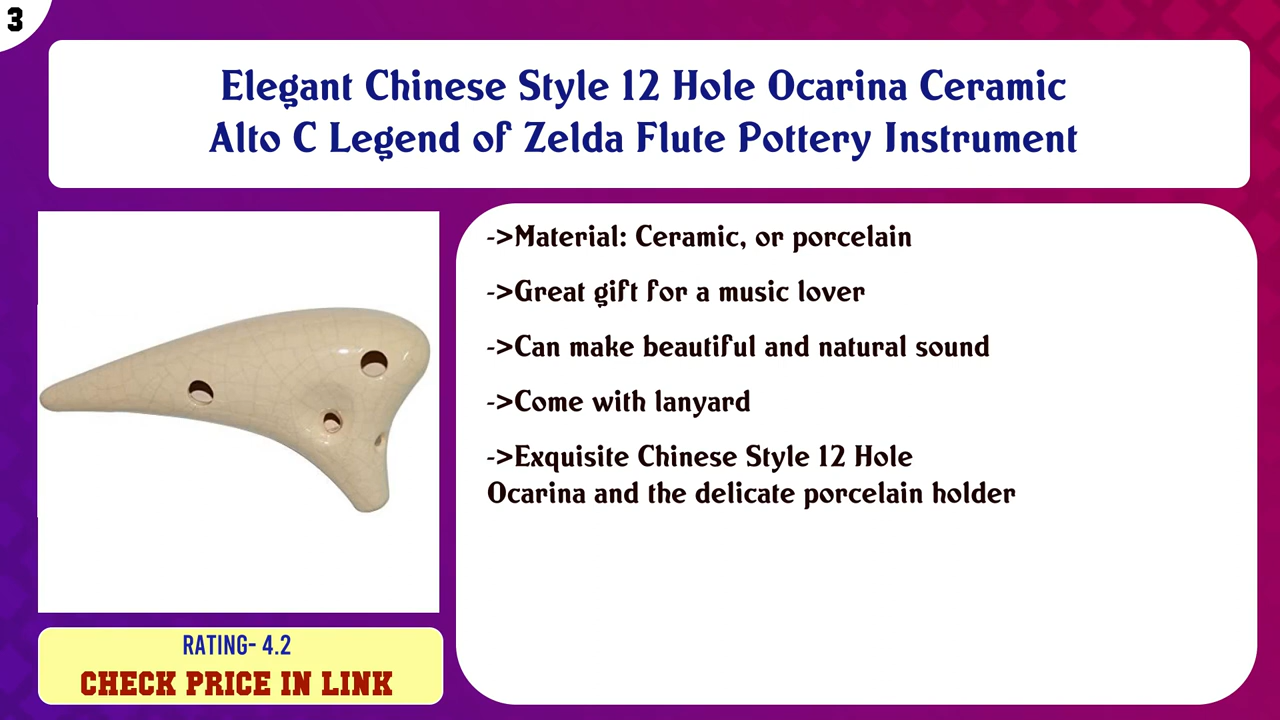 3
Elegant Chinese Style 12 Hole Ocarina Ceramic
Alto C Legend of Zelda Flute Pottery Instrument
->Material: Ceramic, or porcelain
->Great gift for a music lover
->Can make beautiful and natural sound
->Come with lanyard
->Exquisite Chinese Style 12 Hole
Ocarina and the delicate porcelain holder
RATING- 4.2
CHECK PRICE IN LINK